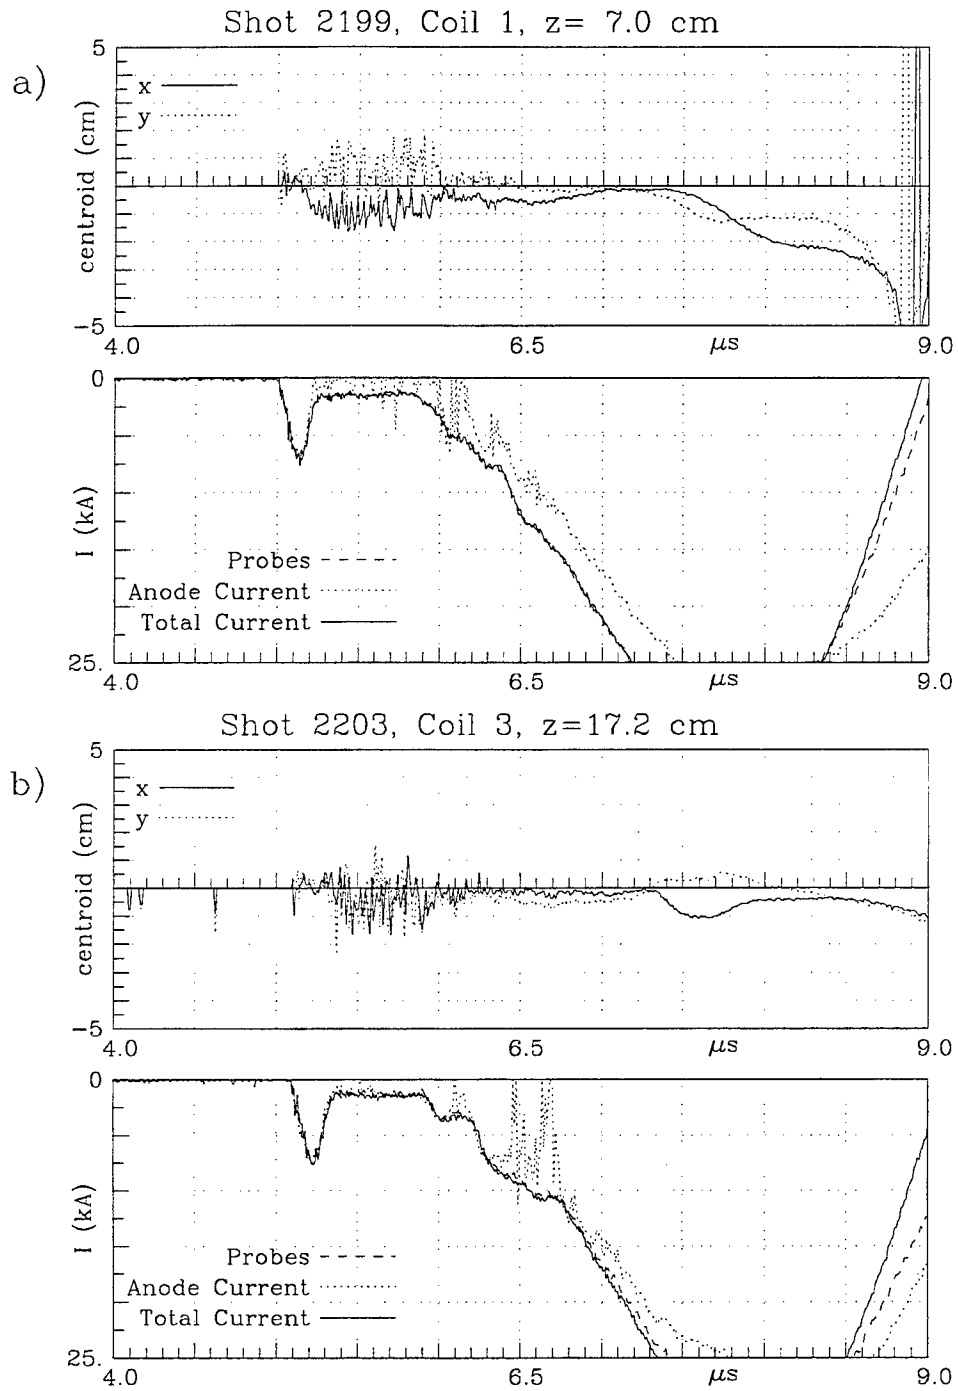 Shot 2199, Coil 1, z= 7.0 cm
a)
5
centroid (cm)
x
y
-5
4.0
6.5
μs
9.0
0
I (kA)
Probes
Anode Current
Total Current
25.
4.0
6.5
μs
9.0
Shot 2203, Coil 3, z=17.2 cm
b)
5
centroid (cm)
x
y
-5
4.0
6.5
μs
9.0
0
I (kA)
Probes
Anode Current
Total Current
25.
4.0
6.5
μs
9.0